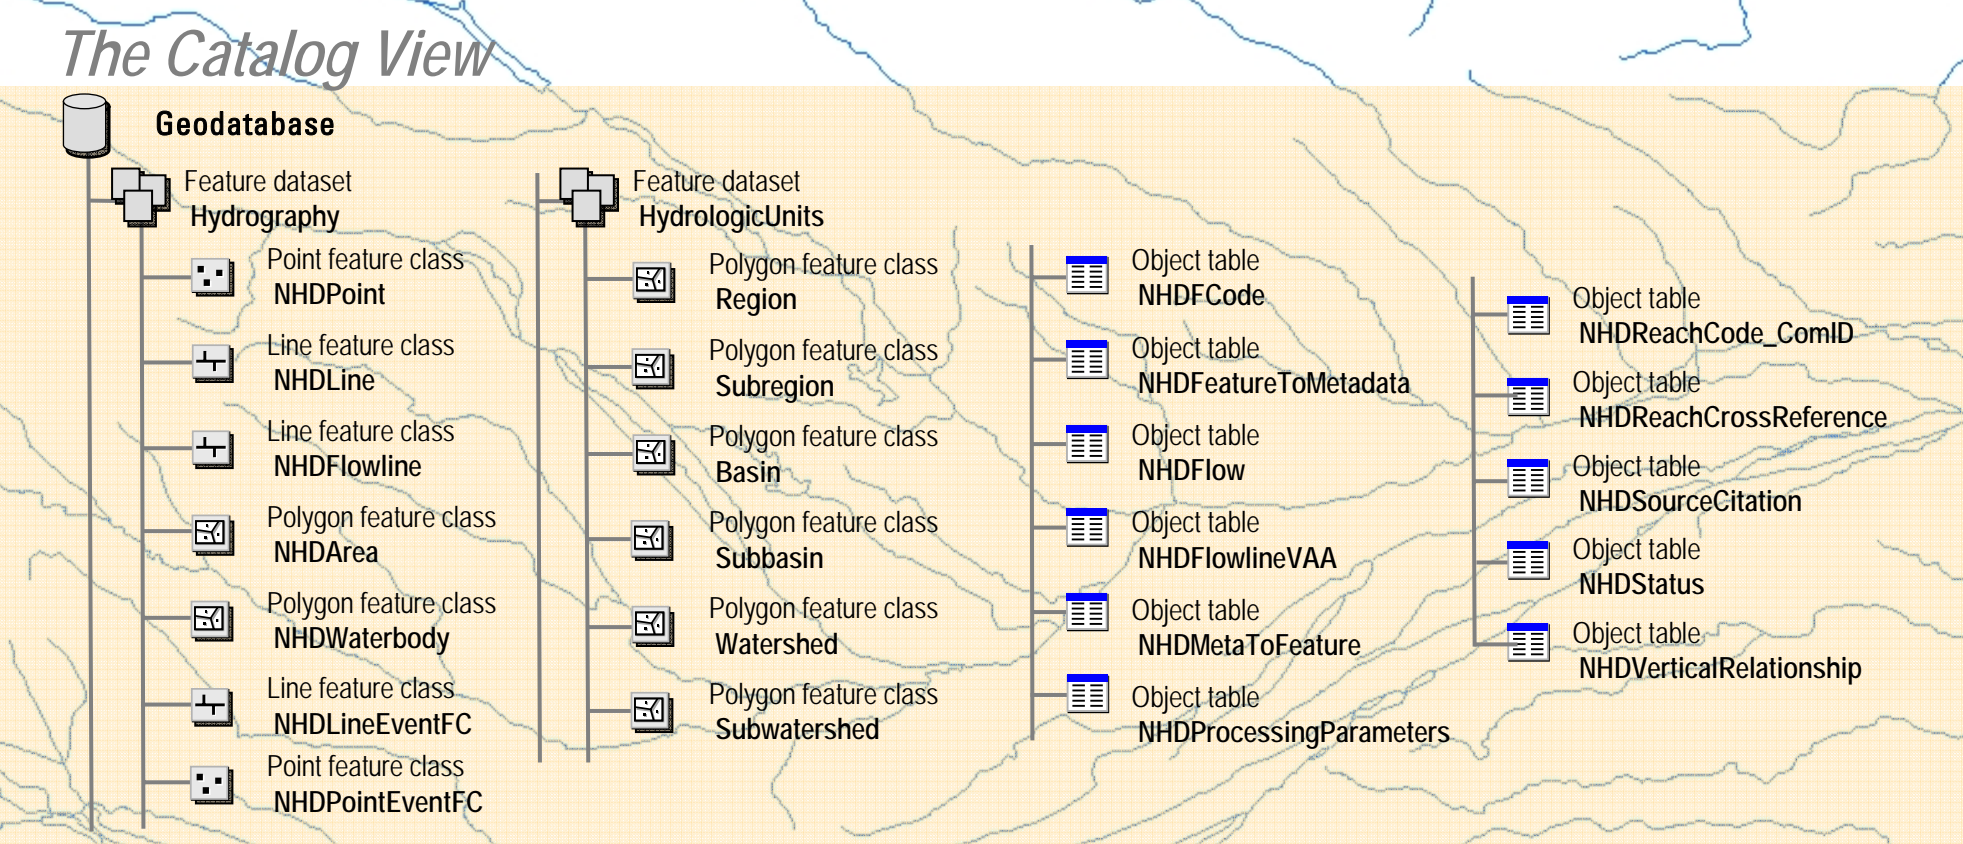 The Catalog View
Geodatabase
Feature dataset
Hydrography
Point feature class
NHDPoint
Line feature class
NHDLine
Line feature class
NHDFlowline
Polygon feature class
NHDArea
Polygon feature class
NHDWaterbody
Line feature class
NHDLineEventFC
Point feature class
NHDPointEventFC
Feature dataset
HydrologicUnits
Polygon feature class
Region
Polygon feature class
Subregion
Polygon feature class
Basin
Polygon feature class
Subbasin
Polygon feature class
Watershed
Polygon feature class
Subwatershed
Object table
NHDFCode
Object table
NHDFeatureToMetadata
Object table
NHDFlow
Object table
NHDFlowlineVAA
Object table
NHDMetaToFeature
Object table
NHDProcessingParameters
Object table
NHDReachCode_ComID
Object table
NHDReachCrossReference
Object table
NHDSourceCitation
Object table
NHDStatus
Object table
NHDVerticalRelationship